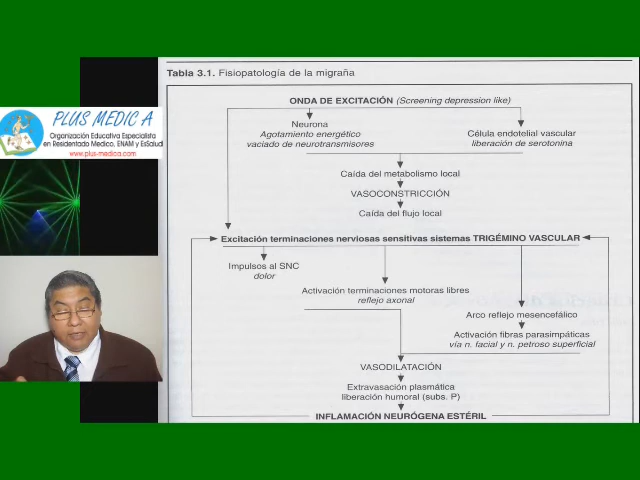 Tabla 3.1. Fisiopatología de la migraña
ONDA DE EXCITACIÓN (Screening depression like)
Neurona
Agotamiento energético
vaciado de neurotransmisores
Célula endotelial vascular
liberación de serotonina
Caída del metabolismo local
VASOCONSTRICCIÓN
Caída del flujo local
Excitación terminaciones nerviosas sensitivas sistemas TRIGÉMINO VASCULAR
Impulsos al SNC
dolor
Activación terminaciones motoras libres
reflejo axonal
Arco reflejo mesencefálico
Activación fibras parasimpáticas
vía n. facial y n. petroso superficial
VASODILATACIÓN
Extravasación plasmática
liberación humoral (subs. P)
INFLAMACIÓN NEURÓGENA ESTÉRIL
PLUS MEDIC A
Organización Educativa Especialista
en Residentado Medico, ENAM y EsSalud
www.plus-medica.com